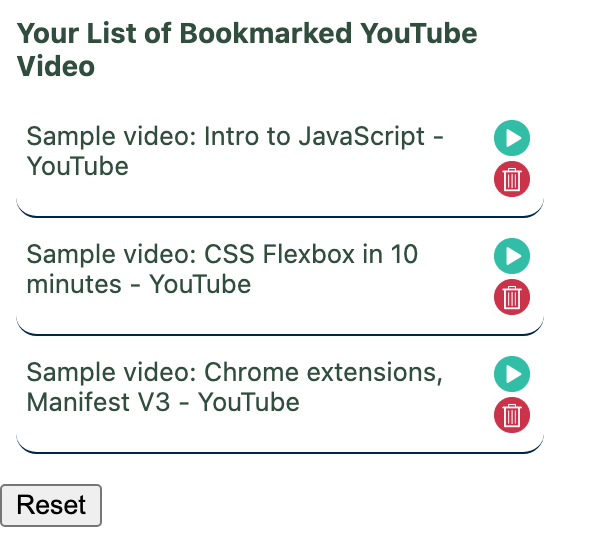 Your List of Bookmarked YouTube
Video
Sample video: Intro to JavaScript -
YouTube
Sample video: CSS Flexbox in 10
minutes - YouTube
Sample video: Chrome extensions,
Manifest V3 - YouTube
Reset